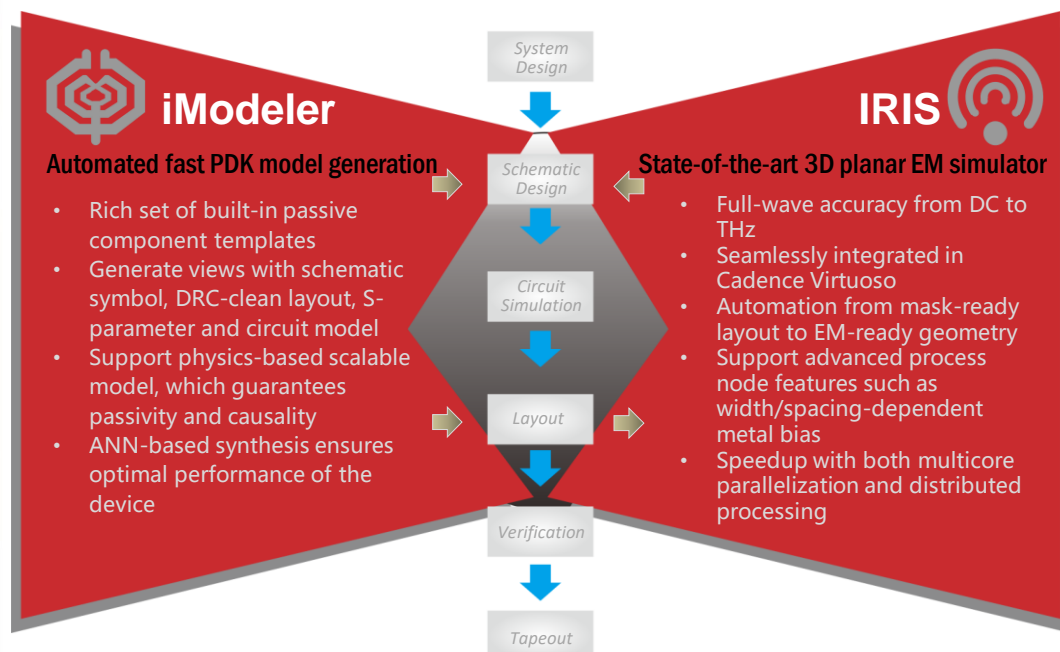 iModeler
Automated fast PDK model generation
• Rich set of built-in passive
component templates
• Generate views with schematic
symbol, DRC-clean layout, S-
parameter and circuit model
• Support physics-based scalable
model, which guarantees
passivity and causality
• ANN-based synthesis ensures
optimal performance of the
device
System
Design
Schematic
Design
Circuit
Simulation
Layout
Verification
Tapeout
IRIS
State-of-the-art 3D planar EM simulator
• Full-wave accuracy from DC to
THz
• Seamlessly integrated in
Cadence Virtuoso
• Automation from mask-ready
layout to EM-ready geometry
• Support advanced process
node features such as
width/spacing-dependent
metal bias
• Speedup with both multicore
parallelization and distributed
processing